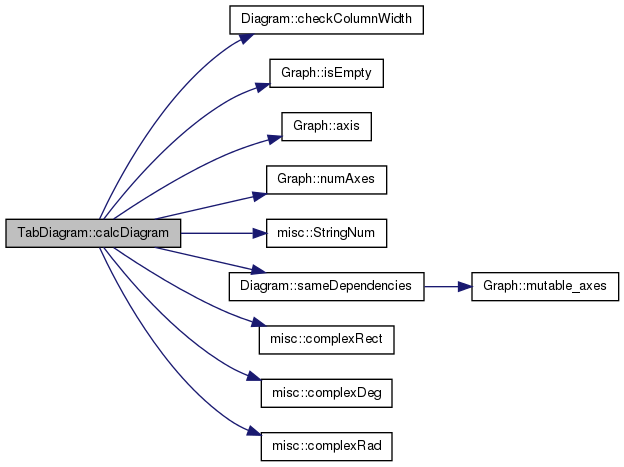 Diagram::checkColumnWidth
Graph::isEmpty
Graph::axis
Graph::numAxes
TabDiagram::calcDiagram
misc::StringNum
Diagram::sameDependencies
Graph::mutable_axes
misc::complexRect
misc::complexDeg
misc::complexRad